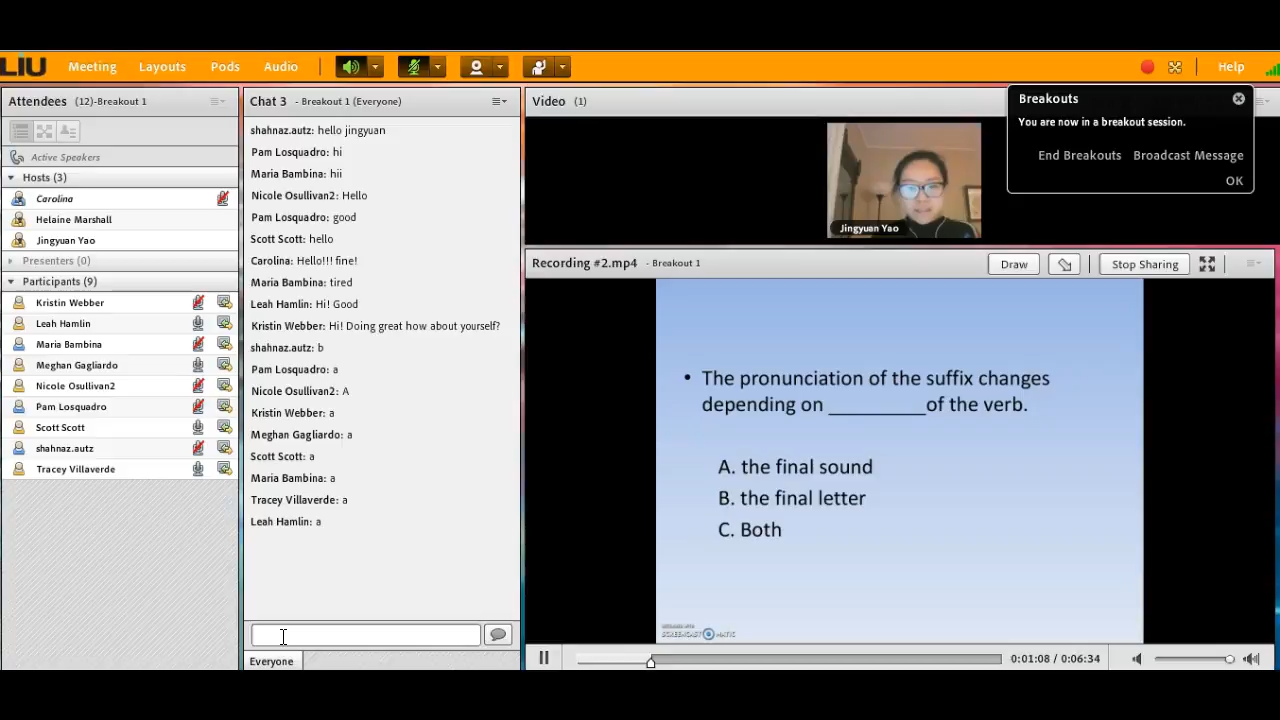 LIU
Meeting Layouts Pods Audio Help
Attendees (12)-Breakout 1
Active Speakers
Hosts (3)
Carolina
Helaine Marshall
Jingyuan Yao
Presenters (0)
Participants (9)
Kristin Webber
Leah Hamlin
Maria Bambina
Meghan Gagliardo
Nicole Osullivan2
Pam Losquadro
Scott Scott
shahnaz.autz
Tracey Villaverde
Chat 3 - Breakout 1 (Everyone)
shahnaz.autz: hello jingyuan
Pam Losquadro: hi
Maria Bambina: hii
Nicole Osullivan2: Hello
Pam Losquadro: good
Scott Scott: hello
Carolina: Hello!!! fine!
Maria Bambina: tired
Leah Hamlin: Hi! Good
Kristin Webber: Hi! Doing great how about yourself?
shahnaz.autz: b
Pam Losquadro: a
Nicole Osullivan2: A
Kristin Webber: a
Meghan Gagliardo: a
Scott Scott: a
Maria Bambina: a
Tracey Villaverde: a
Leah Hamlin: a
Everyone
Video (1)
Jingyuan Yao
Breakouts
You are now in a breakout session.
End Breakouts Broadcast Message
OK
Recording #2.mp4 - Breakout 1
Draw
Stop Sharing
• The pronunciation of the suffix changes
depending on _________of the verb.
A. the final sound
B. the final letter
C. Both
SCREENCAST MATIC
0:01:08 / 0:06:34